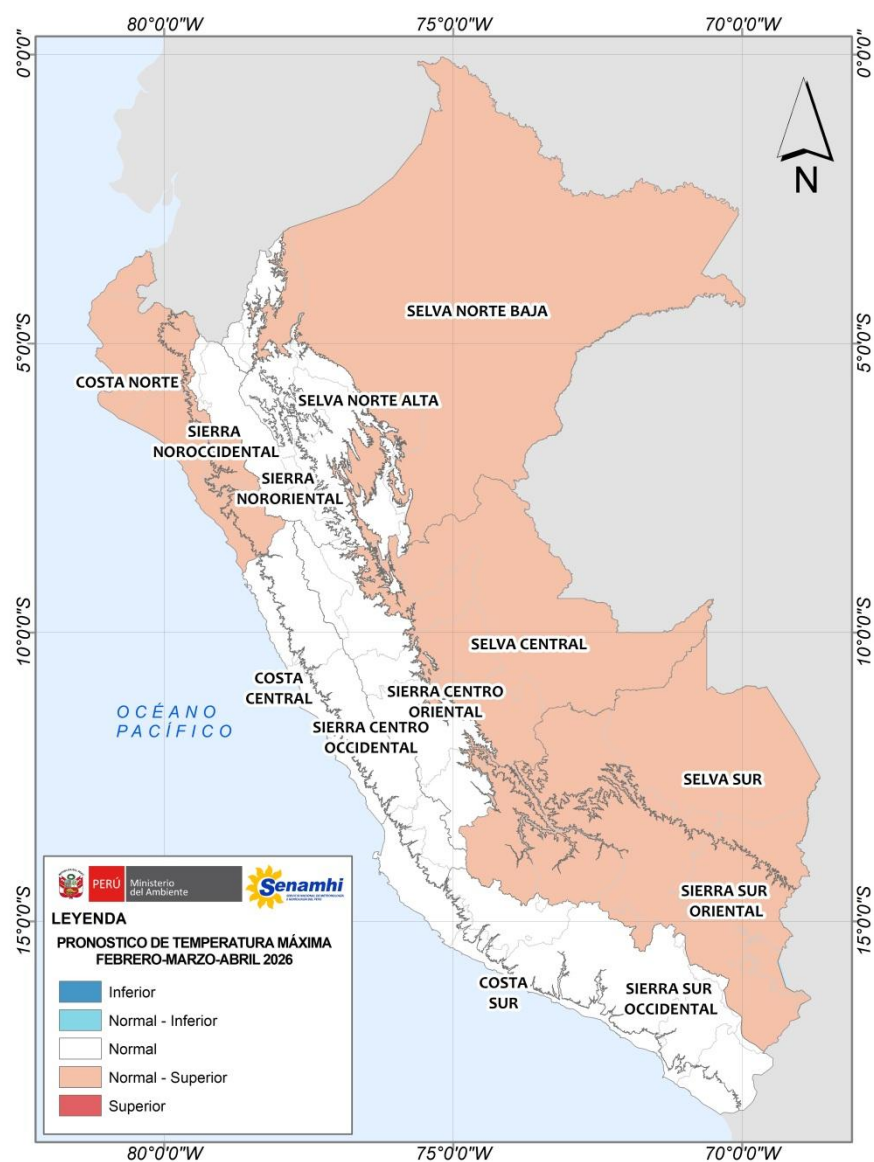 80°0'0"W
75°0'0"W
70°0'0"W
0°0'0"
0°0'0"
N
SELVA NORTE BAJA
5°0'0"S
5°0'0"S
COSTA NORTE
SELVA NORTE ALTA
SIERRA
NOROCCIDENTAL
SIERRA
NORORIENTAL
10°0'0"S
10°0'0"S
SELVA CENTRAL
COSTA
CENTRAL
SIERRA CENTRO
ORIENTAL
OCÉANO
PACÍFICO
SIERRA CENTRO
OCCIDENTAL
SELVA SUR
SIERRA SUR
ORIENTAL
15°0'0"S
15°0'0"S
COSTA
SUR
SIERRA SUR
OCCIDENTAL
PERÚ
Ministerio
del Ambiente
Senamhi
LEYENDA
PRONOSTICO DE TEMPERATURA MÁXIMA
FEBRERO-MARZO-ABRIL 2026
Inferior
Normal - Inferior
Normal
Normal - Superior
Superior
80°0'0"W
75°0'0"W
70°0'0"W